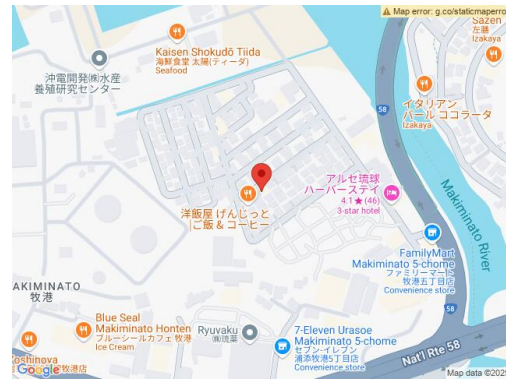 Map error: g.co/staticmaperro
Sazen
左膳
Izakaya
Kaisen Shokudō Tiida
海鮮食堂 太陽(ティーダ)
Seafood
沖電開発㈱水産
養殖研究センター
58
イタリアン
バール ココラータ
Izakaya
アルセ琉球
ハーバーステイ
4.1★(46)
3-star hotel
洋飯屋 げんじっと
ご飯 & コーヒー
Makiminato River
FamilyMart
Makiminato 5-chome
ファミリーマート
牧港五丁目店
Convenience store
AKIMINATO
牧港
Blue Seal
Makiminato Honten
ブルーシールカフェ 牧港
Ice Cream
Ryuvaku
㈱琉薬
7-Eleven Urasoe
Makiminato 5-chome
セブン-イレブン
浦添牧港5丁目店
Convenience store
58
Nat'l Rte 58
Yoshinoya
牧港店
Google
Map data ©2025